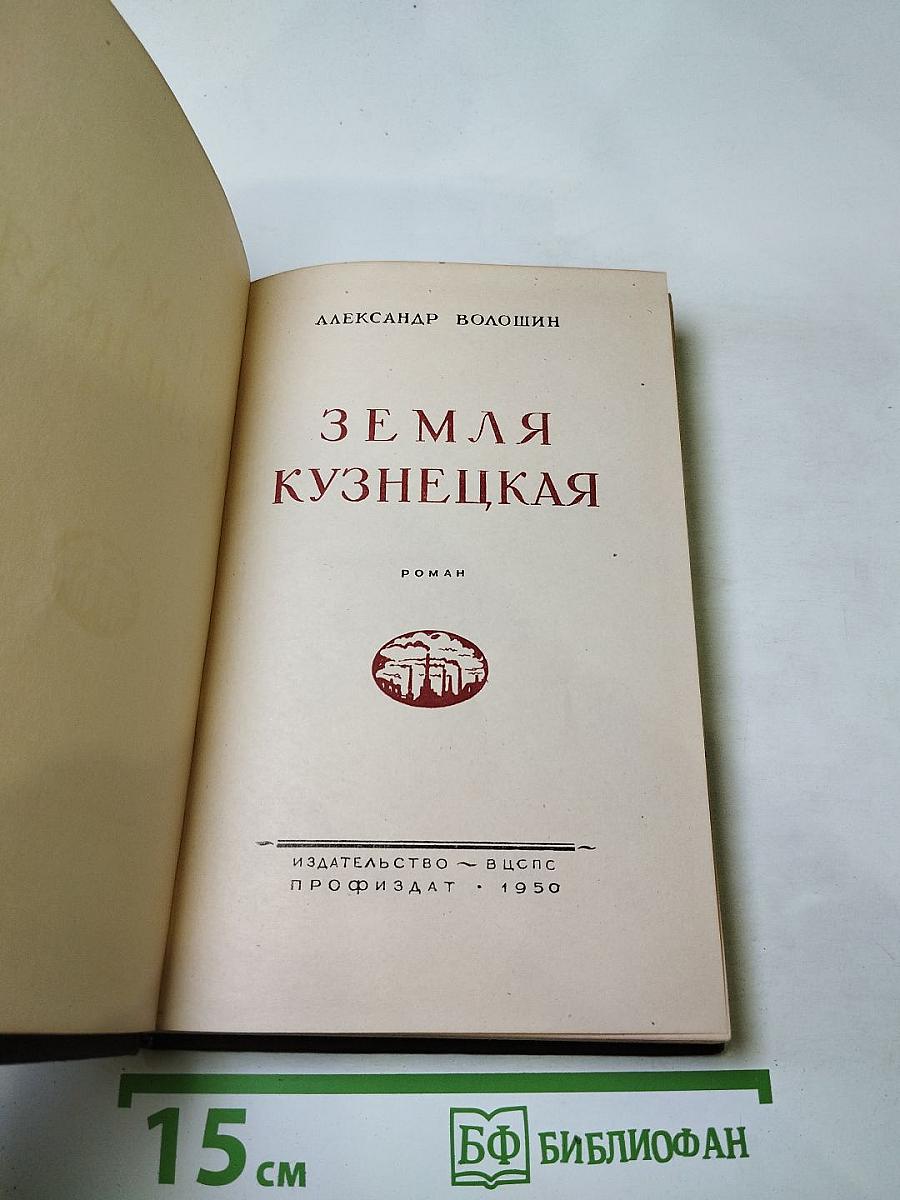 АЛЕКСАНДР ВОЛОШИН
ЗЕМЛЯ
КУЗНЕЦКАЯ
РОМАН
ИЗДАТЕЛЬСТВО ~ ВЦСПС
ПРОФИЗДАТ • 1950
15 см
БФ БИБЛИОФАН